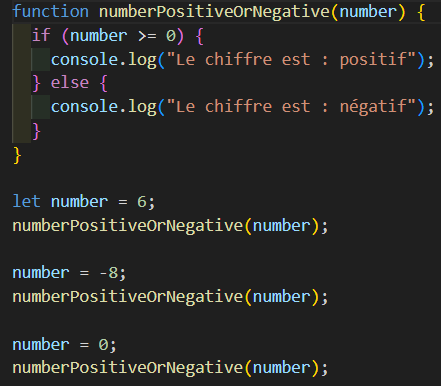 function numberPositiveOrNegative(number) {
  if (number >= 0) {
    console.log("Le chiffre est : positif");
  } else {
    console.log("Le chiffre est : négatif");
  }
}

let number = 6;
numberPositiveOrNegative(number);

number = -8;
numberPositiveOrNegative(number);

number = 0;
numberPositiveOrNegative(number);